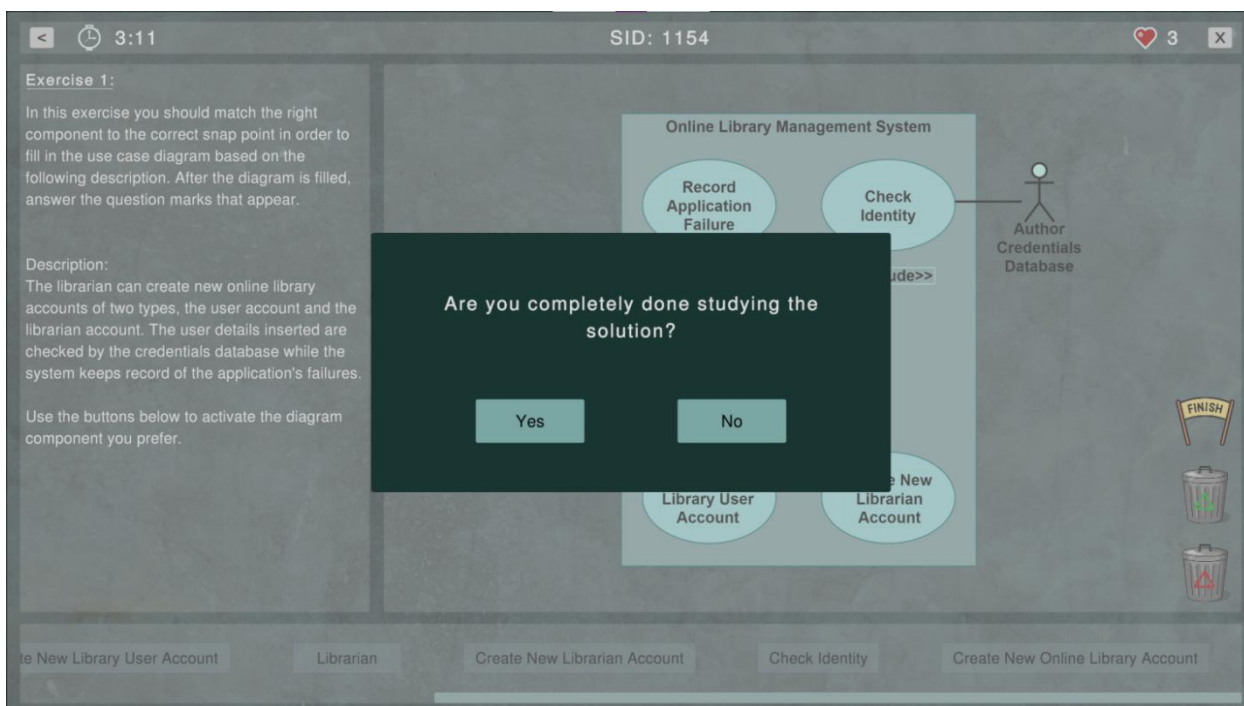 <
3:11
SID: 1154
3
X
Exercise 1:
In this exercise you should match the right
component to the correct snap point in order to
fill in the use case diagram based on the
following description. After the diagram is filled,
answer the question marks that appear.
Description:
The librarian can create new online library
accounts of two types, the user account and the
librarian account. The user details inserted are
checked by the credentials database while the
system keeps record of the application's failures.
Use the buttons below to activate the diagram
component you prefer.
Online Library Management System
Record
Application
Failure
Check
Identity
Author
Credentials
Database
ude>>
Are you completely done studying the
solution?
Yes
No
Library User
Account
e New
Librarian
Account
FINISH
te New Library User Account
Librarian
Create New Librarian Account
Check Identity
Create New Online Library Account